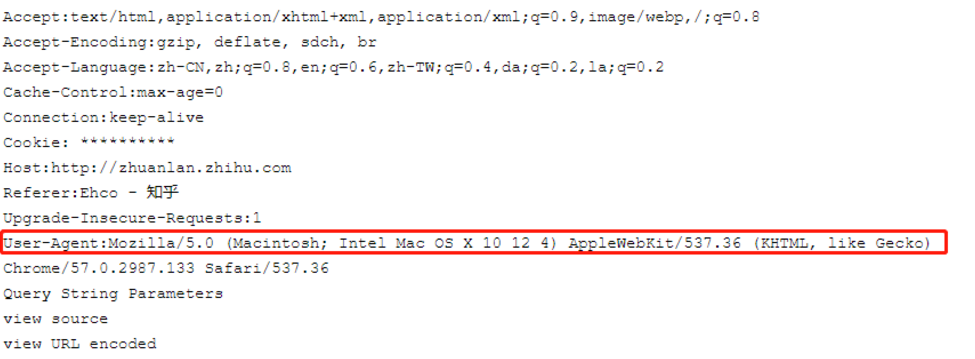 Accept:text/html,application/xhtml+xml,application/xml;q=0.9,image/webp,/;q=0.8
Accept-Encoding:gzip, deflate, sdch, br
Accept-Language:zh-CN,zh;q=0.8,en;q=0.6,zh-TW;q=0.4,da;q=0.2,la;q=0.2
Cache-Control:max-age=0
Connection:keep-alive
Cookie: **********
Host:http://zhuanlan.zhihu.com
Referer:Ehco - 知乎
Upgrade-Insecure-Requests:1
User-Agent:Mozilla/5.0 (Macintosh; Intel Mac OS X 10 12 4) AppleWebKit/537.36 (KHTML, like Gecko)
Chrome/57.0.2987.133 Safari/537.36
Query String Parameters
view source
view URL encoded